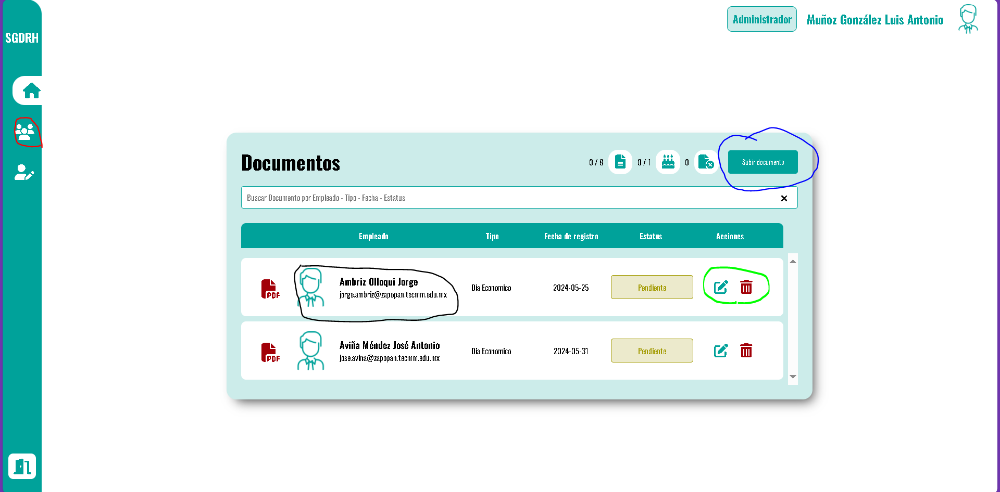 SGDRH
Administrador
Muñoz González Luis Antonio
Documentos
0 / 8
0 / 1
0
Subir documento
Buscar Documento por Empleado - Tipo - Fecha - Estatus
Empleado Tipo Fecha de registro Estatus Acciones
PDF
Ambriz Olloqui Jorge
jorge.ambriz@zapopan.tecmm.edu.mx
Dia Economico
2024-05-25
Pendiente
PDF
Aviña Méndez José Antonio
jose.avina@zapopan.tecmm.edu.mx
Dia Economico
2024-05-31
Pendiente